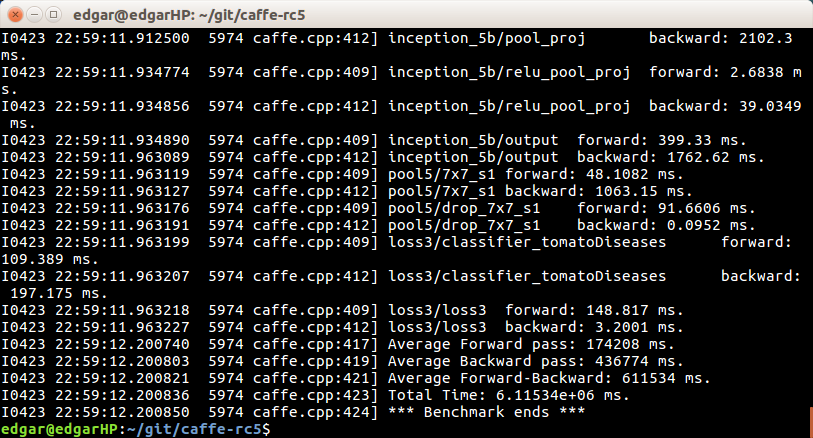 edgar@edgarHP: ~/git/caffe-rc5
I0423 22:59:11.912500  5974 caffe.cpp:412] inception_5b/pool_proj       backward: 2102.3
ms.
I0423 22:59:11.934774  5974 caffe.cpp:409] inception_5b/relu_pool_proj  forward: 2.6838 m
s.
I0423 22:59:11.934856  5974 caffe.cpp:412] inception_5b/relu_pool_proj  backward: 39.0349
 ms.
I0423 22:59:11.934890  5974 caffe.cpp:409] inception_5b/output  forward: 399.33 ms.
I0423 22:59:11.963089  5974 caffe.cpp:412] inception_5b/output  backward: 1762.62 ms.
I0423 22:59:11.963119  5974 caffe.cpp:409] pool5/7x7_s1 forward: 48.1082 ms.
I0423 22:59:11.963127  5974 caffe.cpp:412] pool5/7x7_s1 backward: 1063.15 ms.
I0423 22:59:11.963176  5974 caffe.cpp:409] pool5/drop_7x7_s1    forward: 91.6606 ms.
I0423 22:59:11.963191  5974 caffe.cpp:412] pool5/drop_7x7_s1    backward: 0.0952 ms.
I0423 22:59:11.963199  5974 caffe.cpp:409] loss3/classifier_tomatoDiseases      forward:
109.389 ms.
I0423 22:59:11.963207  5974 caffe.cpp:412] loss3/classifier_tomatoDiseases      backward:
 197.175 ms.
I0423 22:59:11.963218  5974 caffe.cpp:409] loss3/loss3  forward: 148.817 ms.
I0423 22:59:11.963227  5974 caffe.cpp:412] loss3/loss3  backward: 3.2001 ms.
I0423 22:59:12.200740  5974 caffe.cpp:417] Average Forward pass: 174208 ms.
I0423 22:59:12.200803  5974 caffe.cpp:419] Average Backward pass: 436774 ms.
I0423 22:59:12.200821  5974 caffe.cpp:421] Average Forward-Backward: 611534 ms.
I0423 22:59:12.200836  5974 caffe.cpp:423] Total Time: 6.11534e+06 ms.
I0423 22:59:12.200850  5974 caffe.cpp:424] *** Benchmark ends ***
edgar@edgarHP:~/git/caffe-rc5$